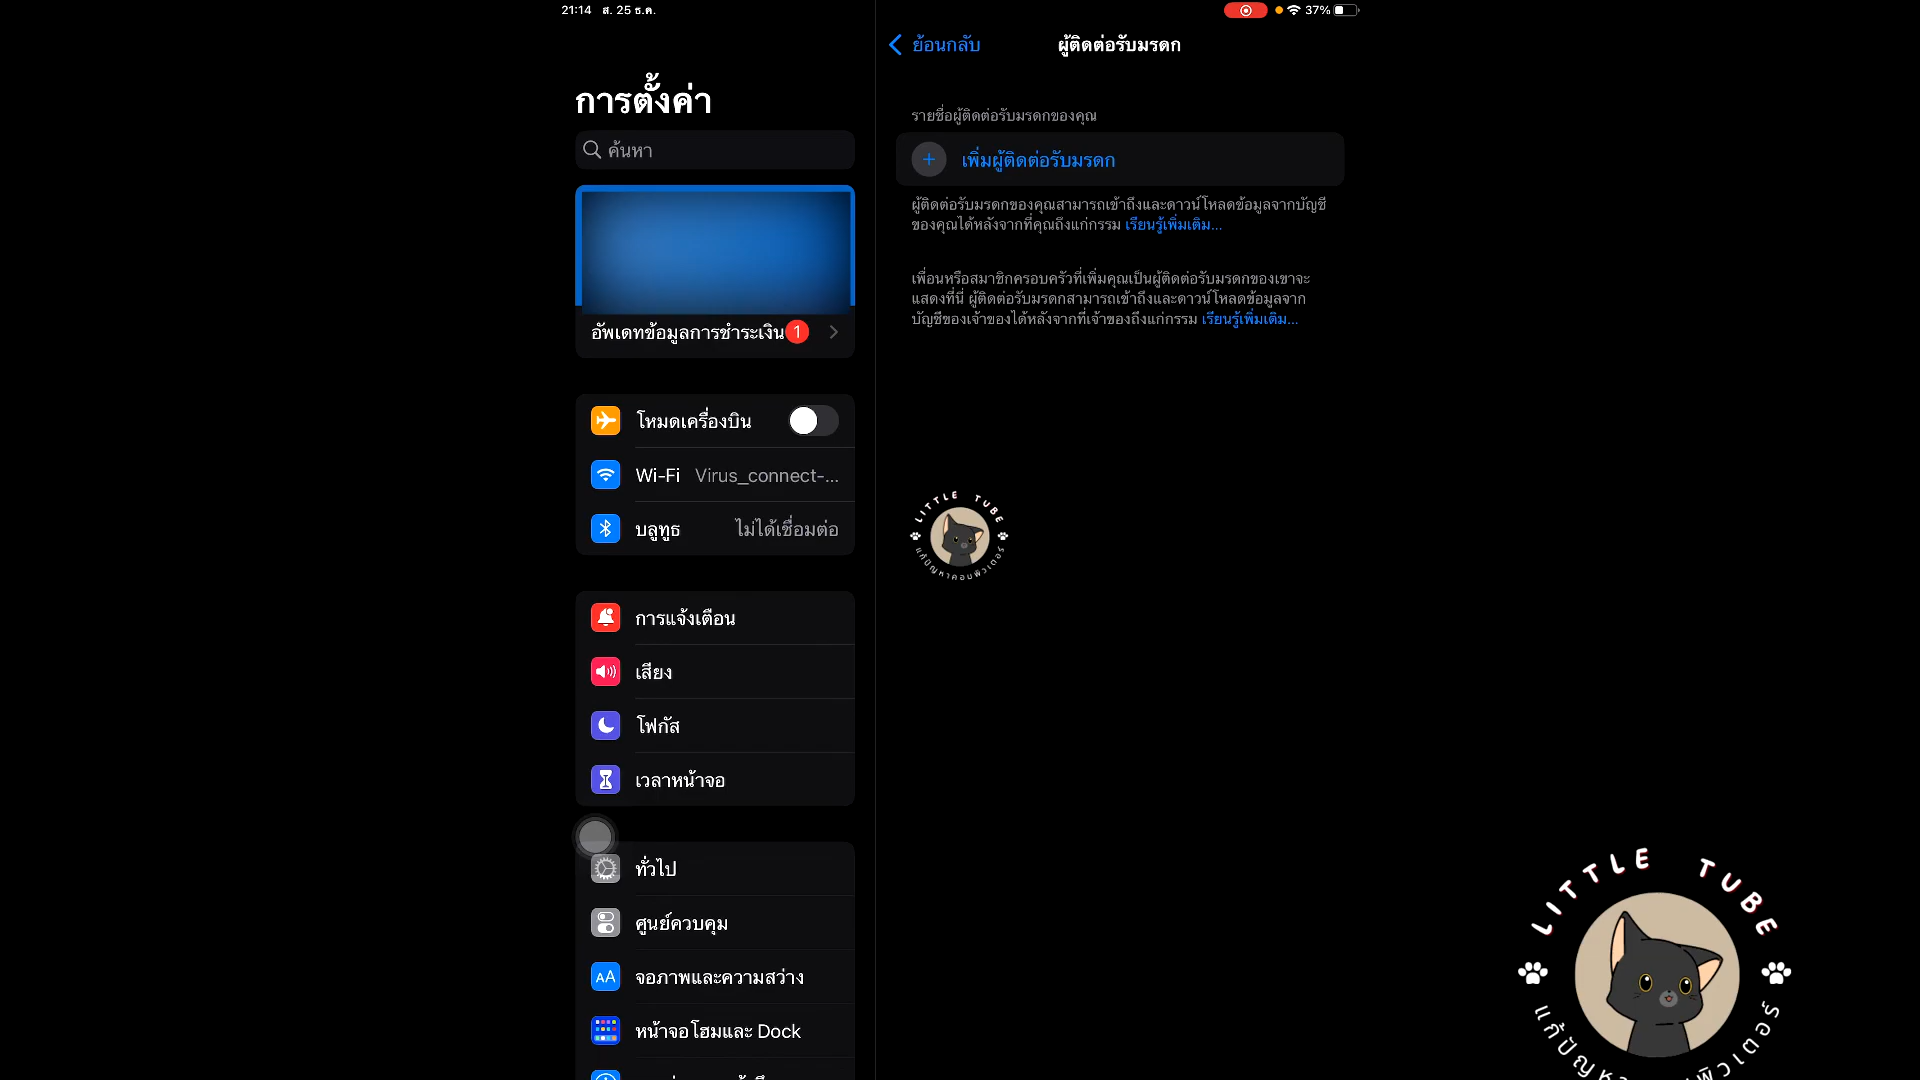 21:14 ส. 25 ธ.ค.
37%
การตั้งค่า
ค้นหา
อัพเดทข้อมูลการชำระเงิน 1
โหมดเครื่องบิน
Wi-Fi Virus_connect-...
บลูทูธ ไม่ได้เชื่อมต่อ
การแจ้งเตือน
เสียง
โฟกัส
เวลาหน้าจอ
ทั่วไป
ศูนย์ควบคุม
AA จอภาพและความสว่าง
หน้าจอโฮมและ Dock
ย้อนกลับ
ผู้ติดต่อรับมรดก
รายชื่อผู้ติดต่อรับมรดกของคุณ
+ เพิ่มผู้ติดต่อรับมรดก
ผู้ติดต่อรับมรดกของคุณสามารถเข้าถึงและดาวน์โหลดข้อมูลจากบัญชี
ของคุณได้หลังจากที่คุณถึงแก่กรรม เรียนรู้เพิ่มเติม...
เพื่อนหรือสมาชิกครอบครัวที่เพิ่มคุณเป็นผู้ติดต่อรับมรดกของเขาจะ
แสดงที่นี่ ผู้ติดต่อรับมรดกสามารถเข้าถึงและดาวน์โหลดข้อมูลจาก
บัญชีของเจ้าของได้หลังจากที่เจ้าของถึงแก่กรรม เรียนรู้เพิ่มเติม...
LITTLE TUBE
แก้ปัญหาคอมพิวเตอร์
LITTLE TUBE